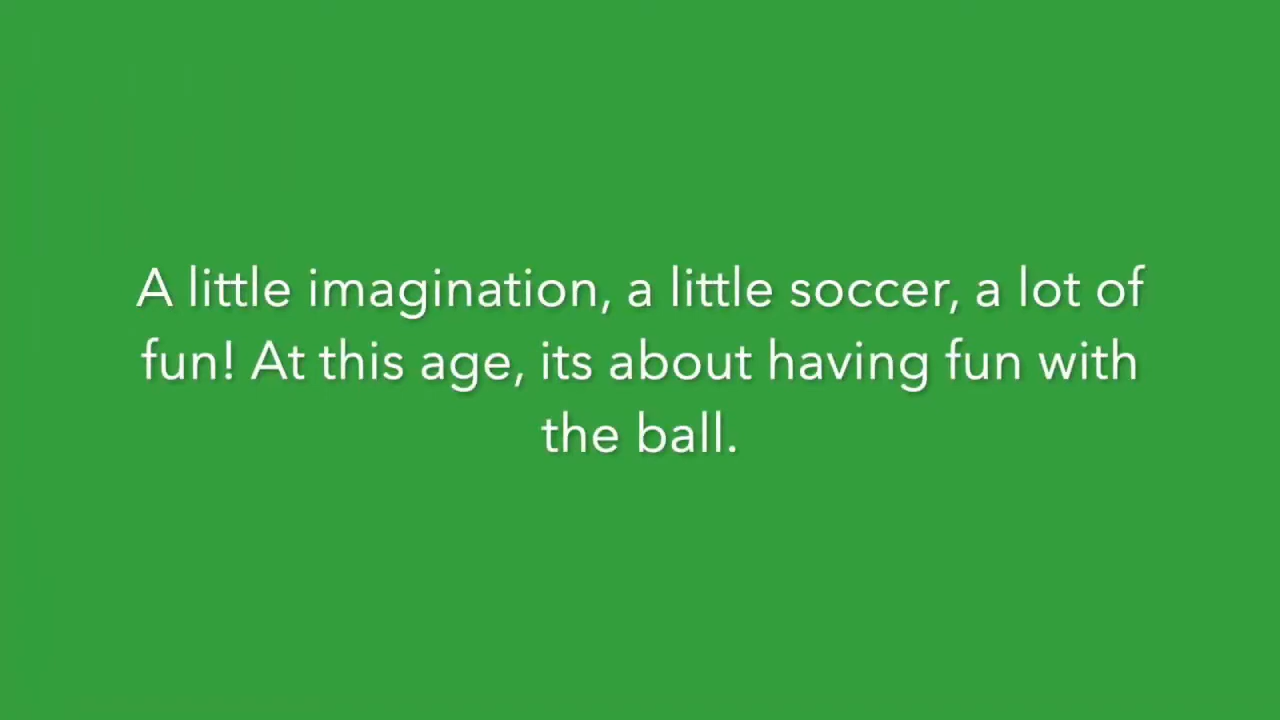 A little imagination, a little soccer, a lot of
fun! At this age, its about having fun with
the ball.